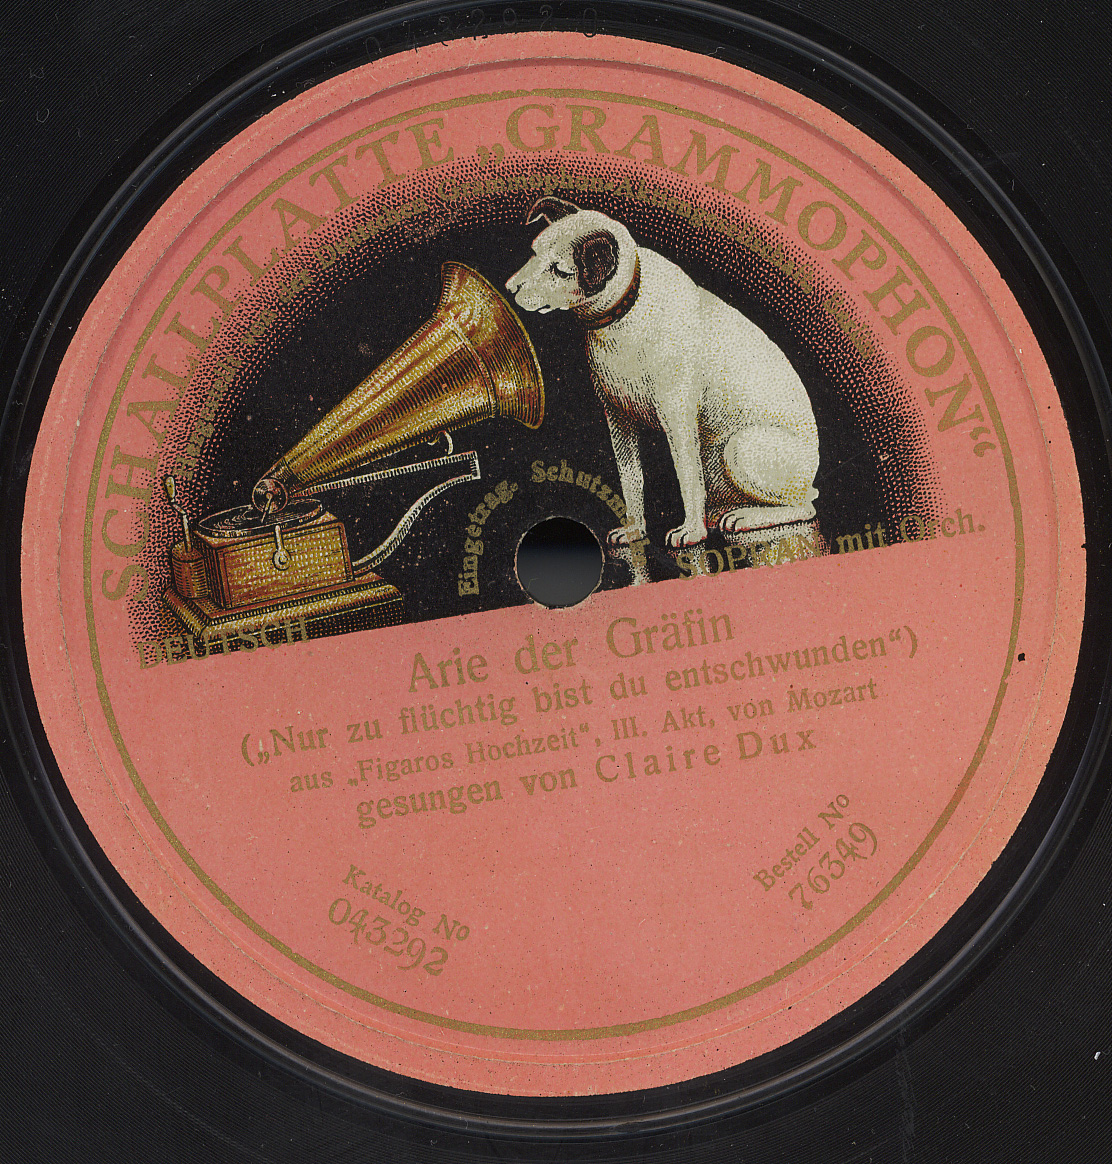 SCHALLPLATTE „GRAMMOPHON“
Eingetrag. Schutzmarke
SOPRAN mit Orch.
DEUTSCH
Arie der Gräfin
(„Nur zu flüchtig bist du entschwunden“)
aus „Figaros Hochzeit“, III. Akt, von Mozart
gesungen von Claire Dux
Katalog No
043292
Bestell No
76349